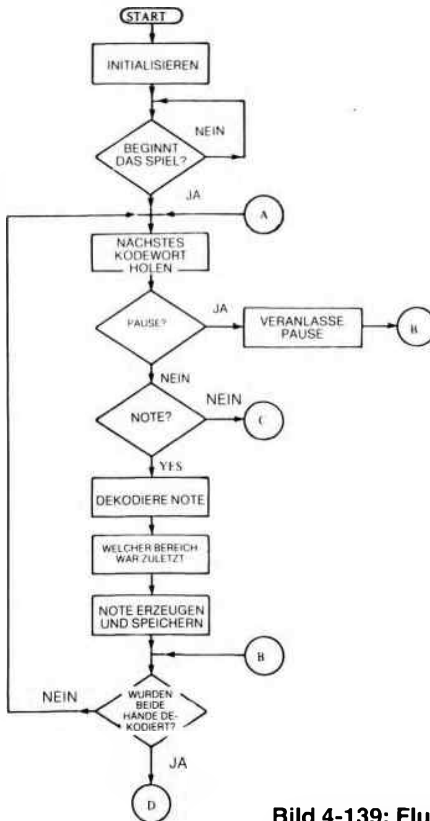 START
INITIALISIEREN
NEIN
BEGINNT
DAS SPIEL?
JA
A
NACHSTES
KODEWORT
HOLEN
PAUSE?
JA
VERANLASSE
PAUSE
B
NEIN
NOTE?
NEIN
C
YES
DEKODIERE NOTE
WELCHER BEREICH
WAR ZULETZT
NOTE ERZEUGEN
UND SPEICHERN
B
NEIN
WURDEN
BEIDE
HÄNDE DE-
KODIERT?
JA
D
Bild 4-139: Flu